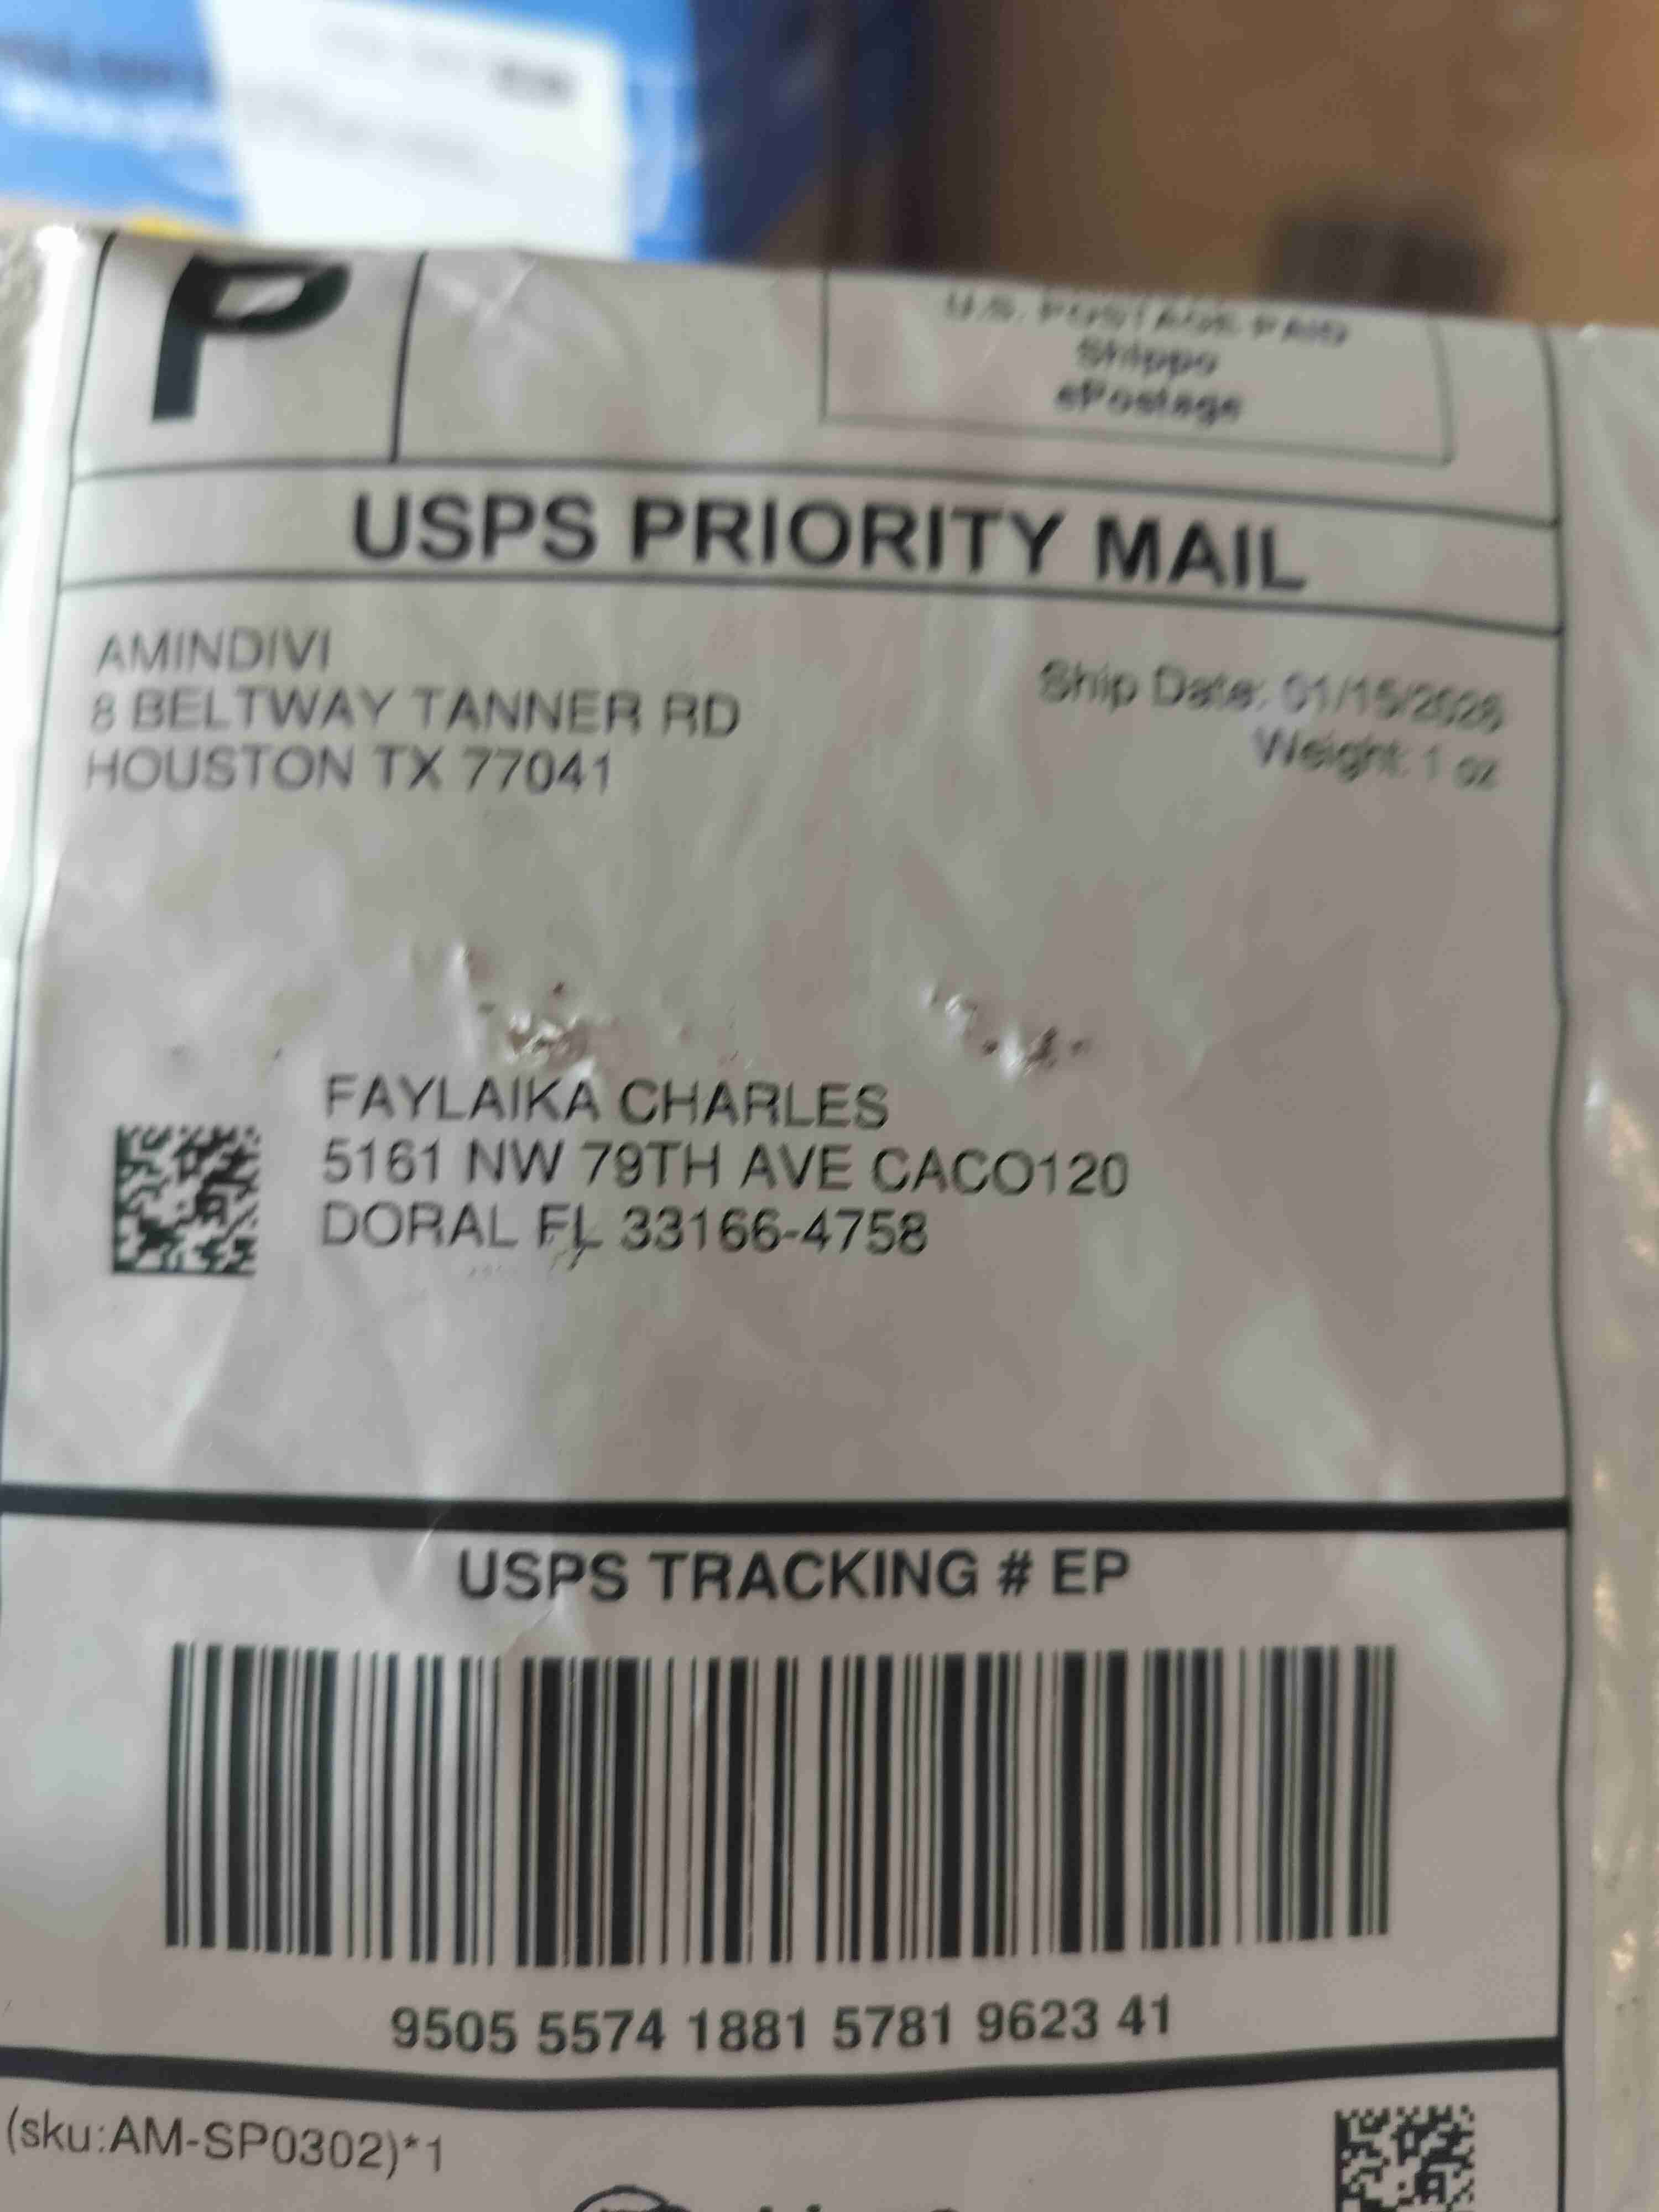 P
U.S. POSTAGE PAID
Shippo
ePostage
USPS PRIORITY MAIL
AMINDIVI
8 BELTWAY TANNER RD
HOUSTON TX 77041
Ship Date: 01/15/2026
Weight: 1 oz
FAYLAIKA CHARLES
5161 NW 79TH AVE CACO120
DORAL FL 33166-4758
USPS TRACKING # EP
9505 5574 1881 5781 9623 41
(sku:AM-SP0302)*1